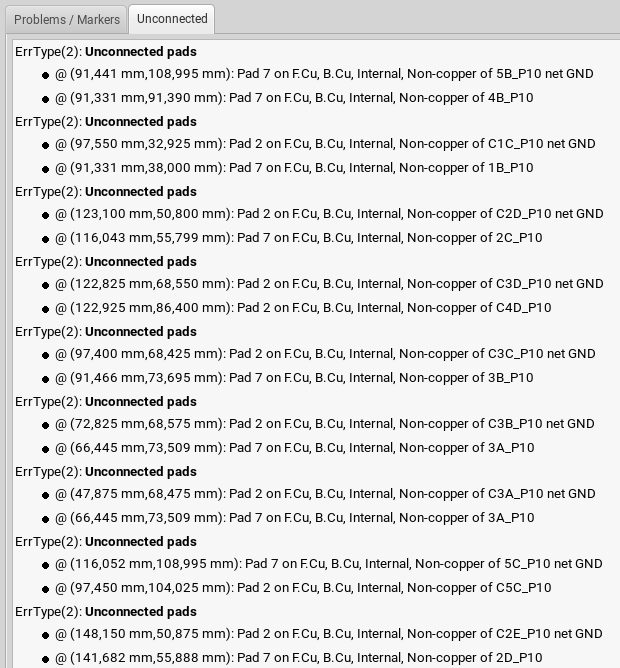 Problems / Markers
Unconnected
ErrType(2): Unconnected pads
@ (91,441 mm,108,995 mm): Pad 7 on F.Cu, B.Cu, Internal, Non-copper of 5B_P10 net GND
@ (91,331 mm,91,390 mm): Pad 7 on F.Cu, B.Cu, Internal, Non-copper of 4B_P10
ErrType(2): Unconnected pads
@ (97,550 mm,32,925 mm): Pad 2 on F.Cu, B.Cu, Internal, Non-copper of C1C_P10 net GND
@ (91,331 mm,38,000 mm): Pad 7 on F.Cu, B.Cu, Internal, Non-copper of 1B_P10
ErrType(2): Unconnected pads
@ (123,100 mm,50,800 mm): Pad 2 on F.Cu, B.Cu, Internal, Non-copper of C2D_P10 net GND
@ (116,043 mm,55,799 mm): Pad 7 on F.Cu, B.Cu, Internal, Non-copper of 2C_P10
ErrType(2): Unconnected pads
@ (122,825 mm,68,550 mm): Pad 2 on F.Cu, B.Cu, Internal, Non-copper of C3D_P10 net GND
@ (122,925 mm,86,400 mm): Pad 2 on F.Cu, B.Cu, Internal, Non-copper of C4D_P10
ErrType(2): Unconnected pads
@ (97,400 mm,68,425 mm): Pad 2 on F.Cu, B.Cu, Internal, Non-copper of C3C_P10 net GND
@ (91,466 mm,73,695 mm): Pad 7 on F.Cu, B.Cu, Internal, Non-copper of 3B_P10
ErrType(2): Unconnected pads
@ (72,825 mm,68,575 mm): Pad 2 on F.Cu, B.Cu, Internal, Non-copper of C3B_P10 net GND
@ (66,445 mm,73,509 mm): Pad 7 on F.Cu, B.Cu, Internal, Non-copper of 3A_P10
ErrType(2): Unconnected pads
@ (47,875 mm,68,475 mm): Pad 2 on F.Cu, B.Cu, Internal, Non-copper of C3A_P10 net GND
@ (66,445 mm,73,509 mm): Pad 7 on F.Cu, B.Cu, Internal, Non-copper of 3A_P10
ErrType(2): Unconnected pads
@ (116,052 mm,108,995 mm): Pad 7 on F.Cu, B.Cu, Internal, Non-copper of 5C_P10 net GND
@ (97,450 mm,104,025 mm): Pad 2 on F.Cu, B.Cu, Internal, Non-copper of C5C_P10
ErrType(2): Unconnected pads
@ (148,150 mm,50,875 mm): Pad 2 on F.Cu, B.Cu, Internal, Non-copper of C2E_P10 net GND
@ (141,682 mm,55,888 mm): Pad 7 on F.Cu, B.Cu, Internal, Non-copper of 2D_P10